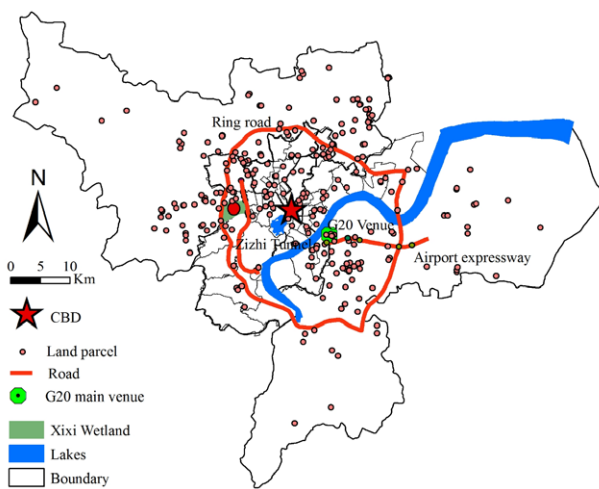 Ring road
G20 Venue
Zizhi Tunnel
Airport expressway
N
0 5 10
Km
CBD
Land parcel
Road
G20 main venue
Xixi Wetland
Lakes
Boundary